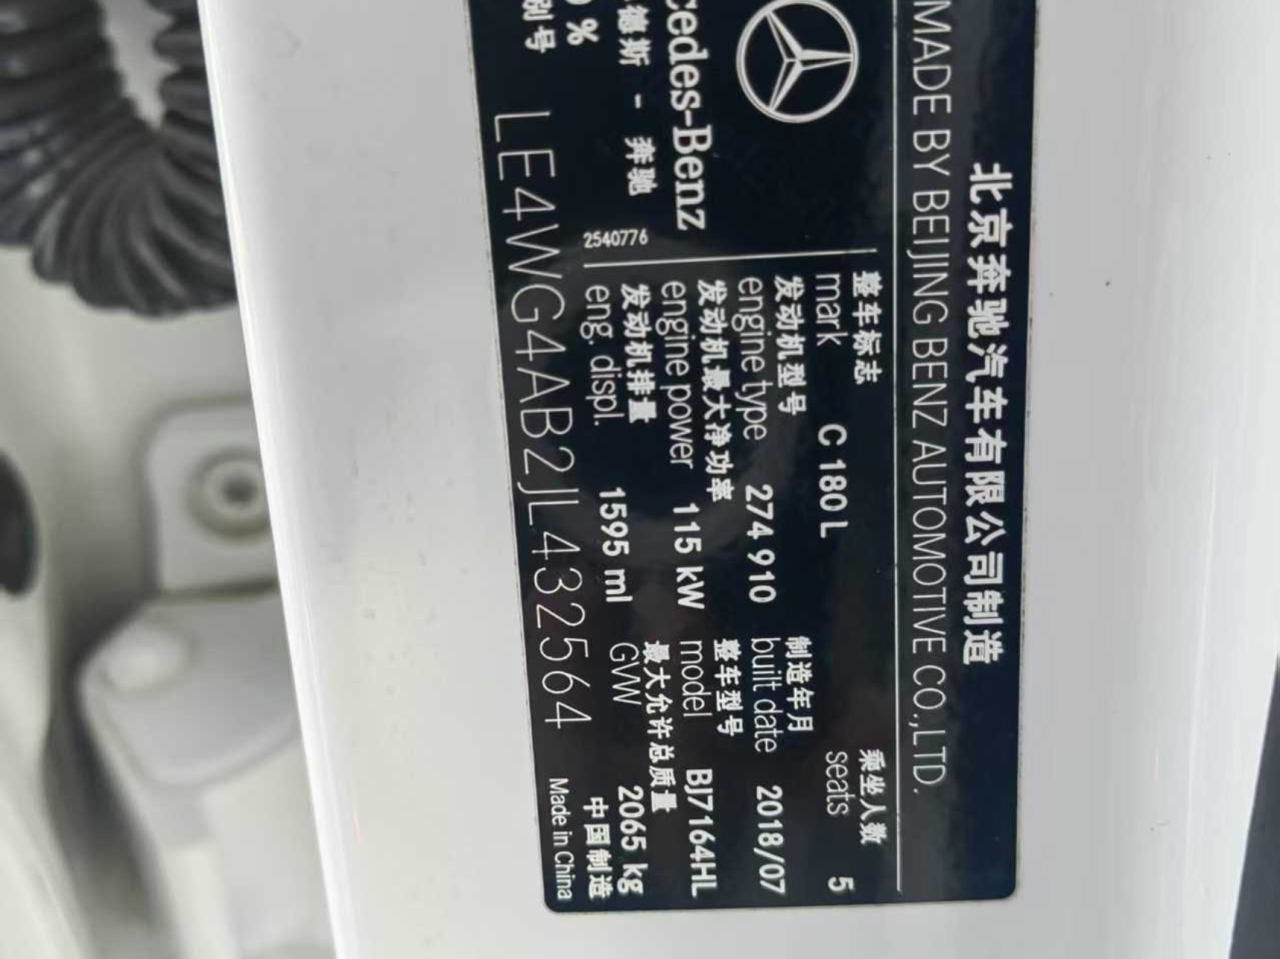 北京奔驰汽车有限公司制造
MADE BY BEIJING BENZ AUTOMOTIVE CO.,LTD.
整车标志 乘坐人数
mark C 180 L seats 5
发动机型号 制造年月
engine type 274 910 built date 2018/07
发动机最大净功率 整车型号
engine power 115 kW model BJ7164HL
发动机排量 最大允许总质量
eng. displ. 1595 ml GVW 2065 kg
cedes-Benz
德斯 - 奔驰
2540776
%
别号
LE4WG4AB2JL432564
中国制造
Made in China